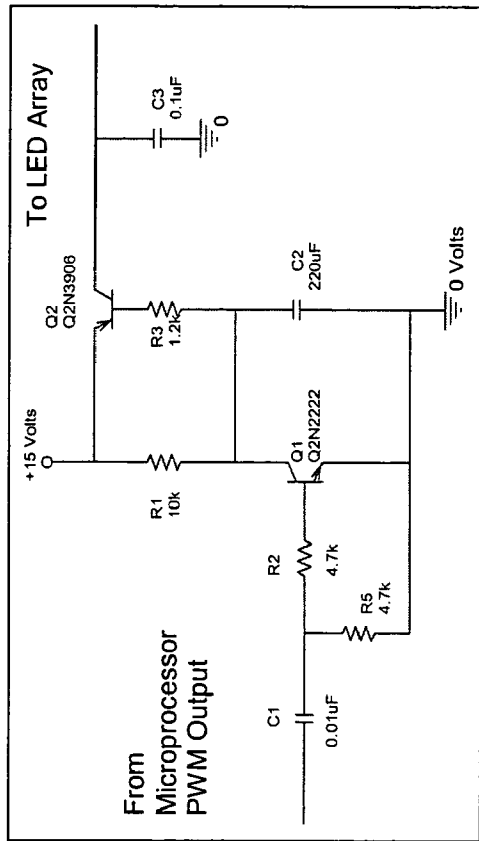 From
Microprocessor
PWM Output
C1
0.01uF
R2
4.7k
R5
4.7k
+15 Volts
R1
10k
Q1
Q2N2222
Q2
Q2N3906
R3
1.2k
C2
220uF
0 Volts
To LED Array
C3
0.1uF
0